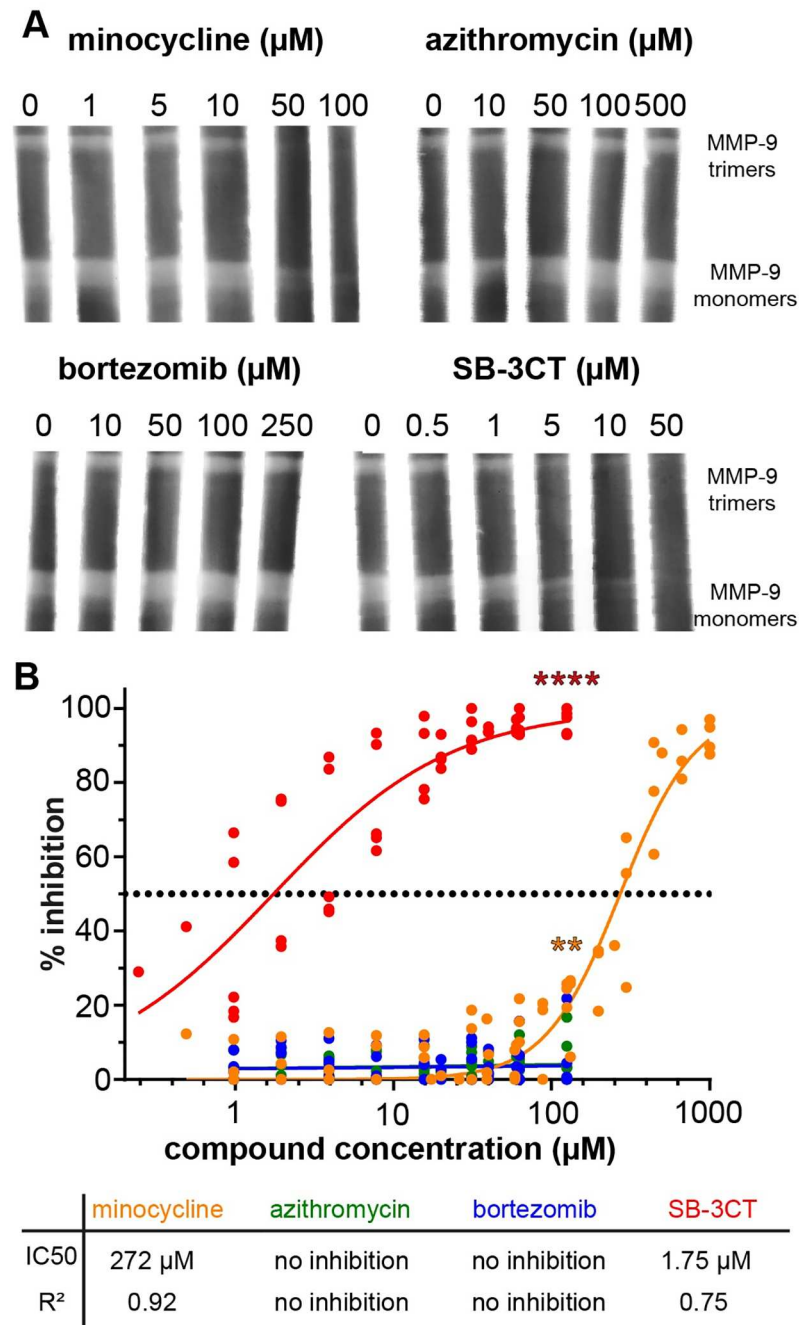 A
minocycline (µM)
azithromycin (µM)
0 1 5 10 50 100
0 10 50 100 500
MMP-9
trimers
MMP-9
monomers
bortezomib (µM)
SB-3CT (µM)
0 10 50 100 250
0 0.5 1 5 10 50
MMP-9
trimers
MMP-9
monomers
B
****
100
80
60
% inhibition
40
**
20
0
1 10 100 1000
compound concentration (µM)
minocycline azithromycin bortezomib SB-3CT
IC50 272 µM no inhibition no inhibition 1.75 µM
R² 0.92 no inhibition no inhibition 0.75